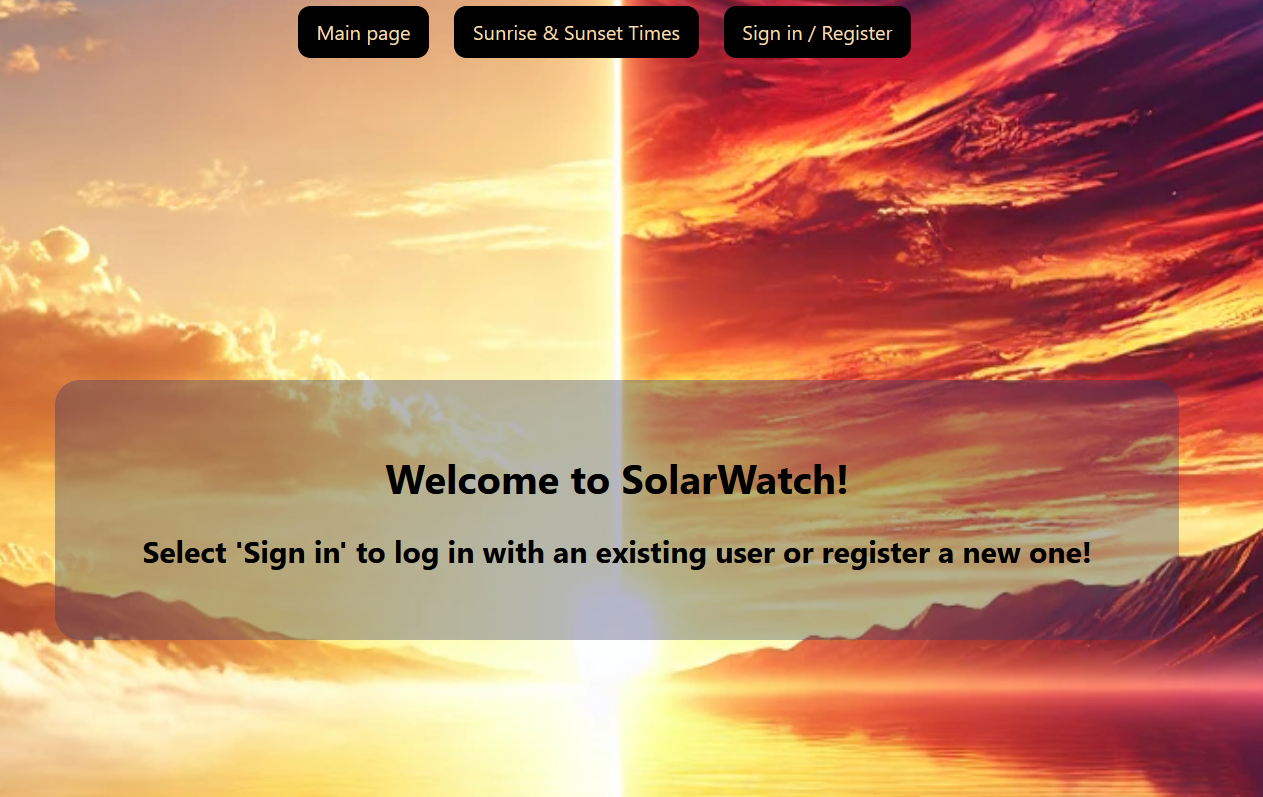 Main page
Sunrise & Sunset Times
Sign in / Register
Welcome to SolarWatch!
Select 'Sign in' to log in with an existing user or register a new one!